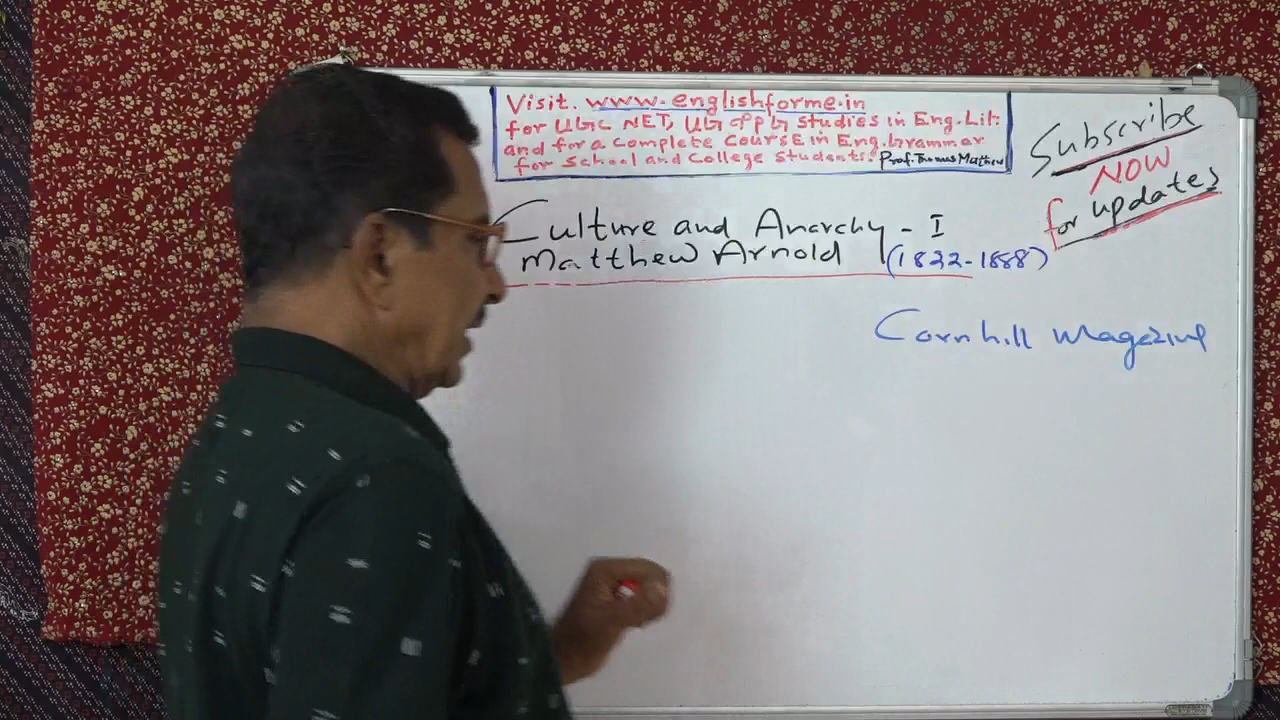 Visit. www.englishforme.in
for UGC NET, UG & PG studies in Eng. Lit:
and for a complete COURSE in Eng. Grammar
for School and College Students. Prof. Thomas Mathew
Subscribe
NOW
for updates
Culture and Anarchy - I
Matthew Arnold (1822-1888)
Cornhill Magazine